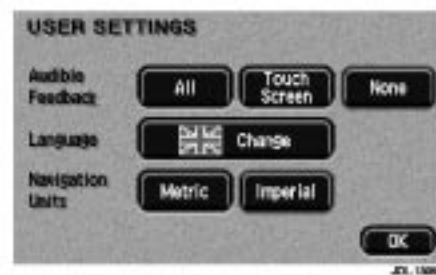 USER SETTINGS
Audible
Feedback
All
Touch
Screen
None
Language
Change
Navigation
Units
Metric
Imperial
OK